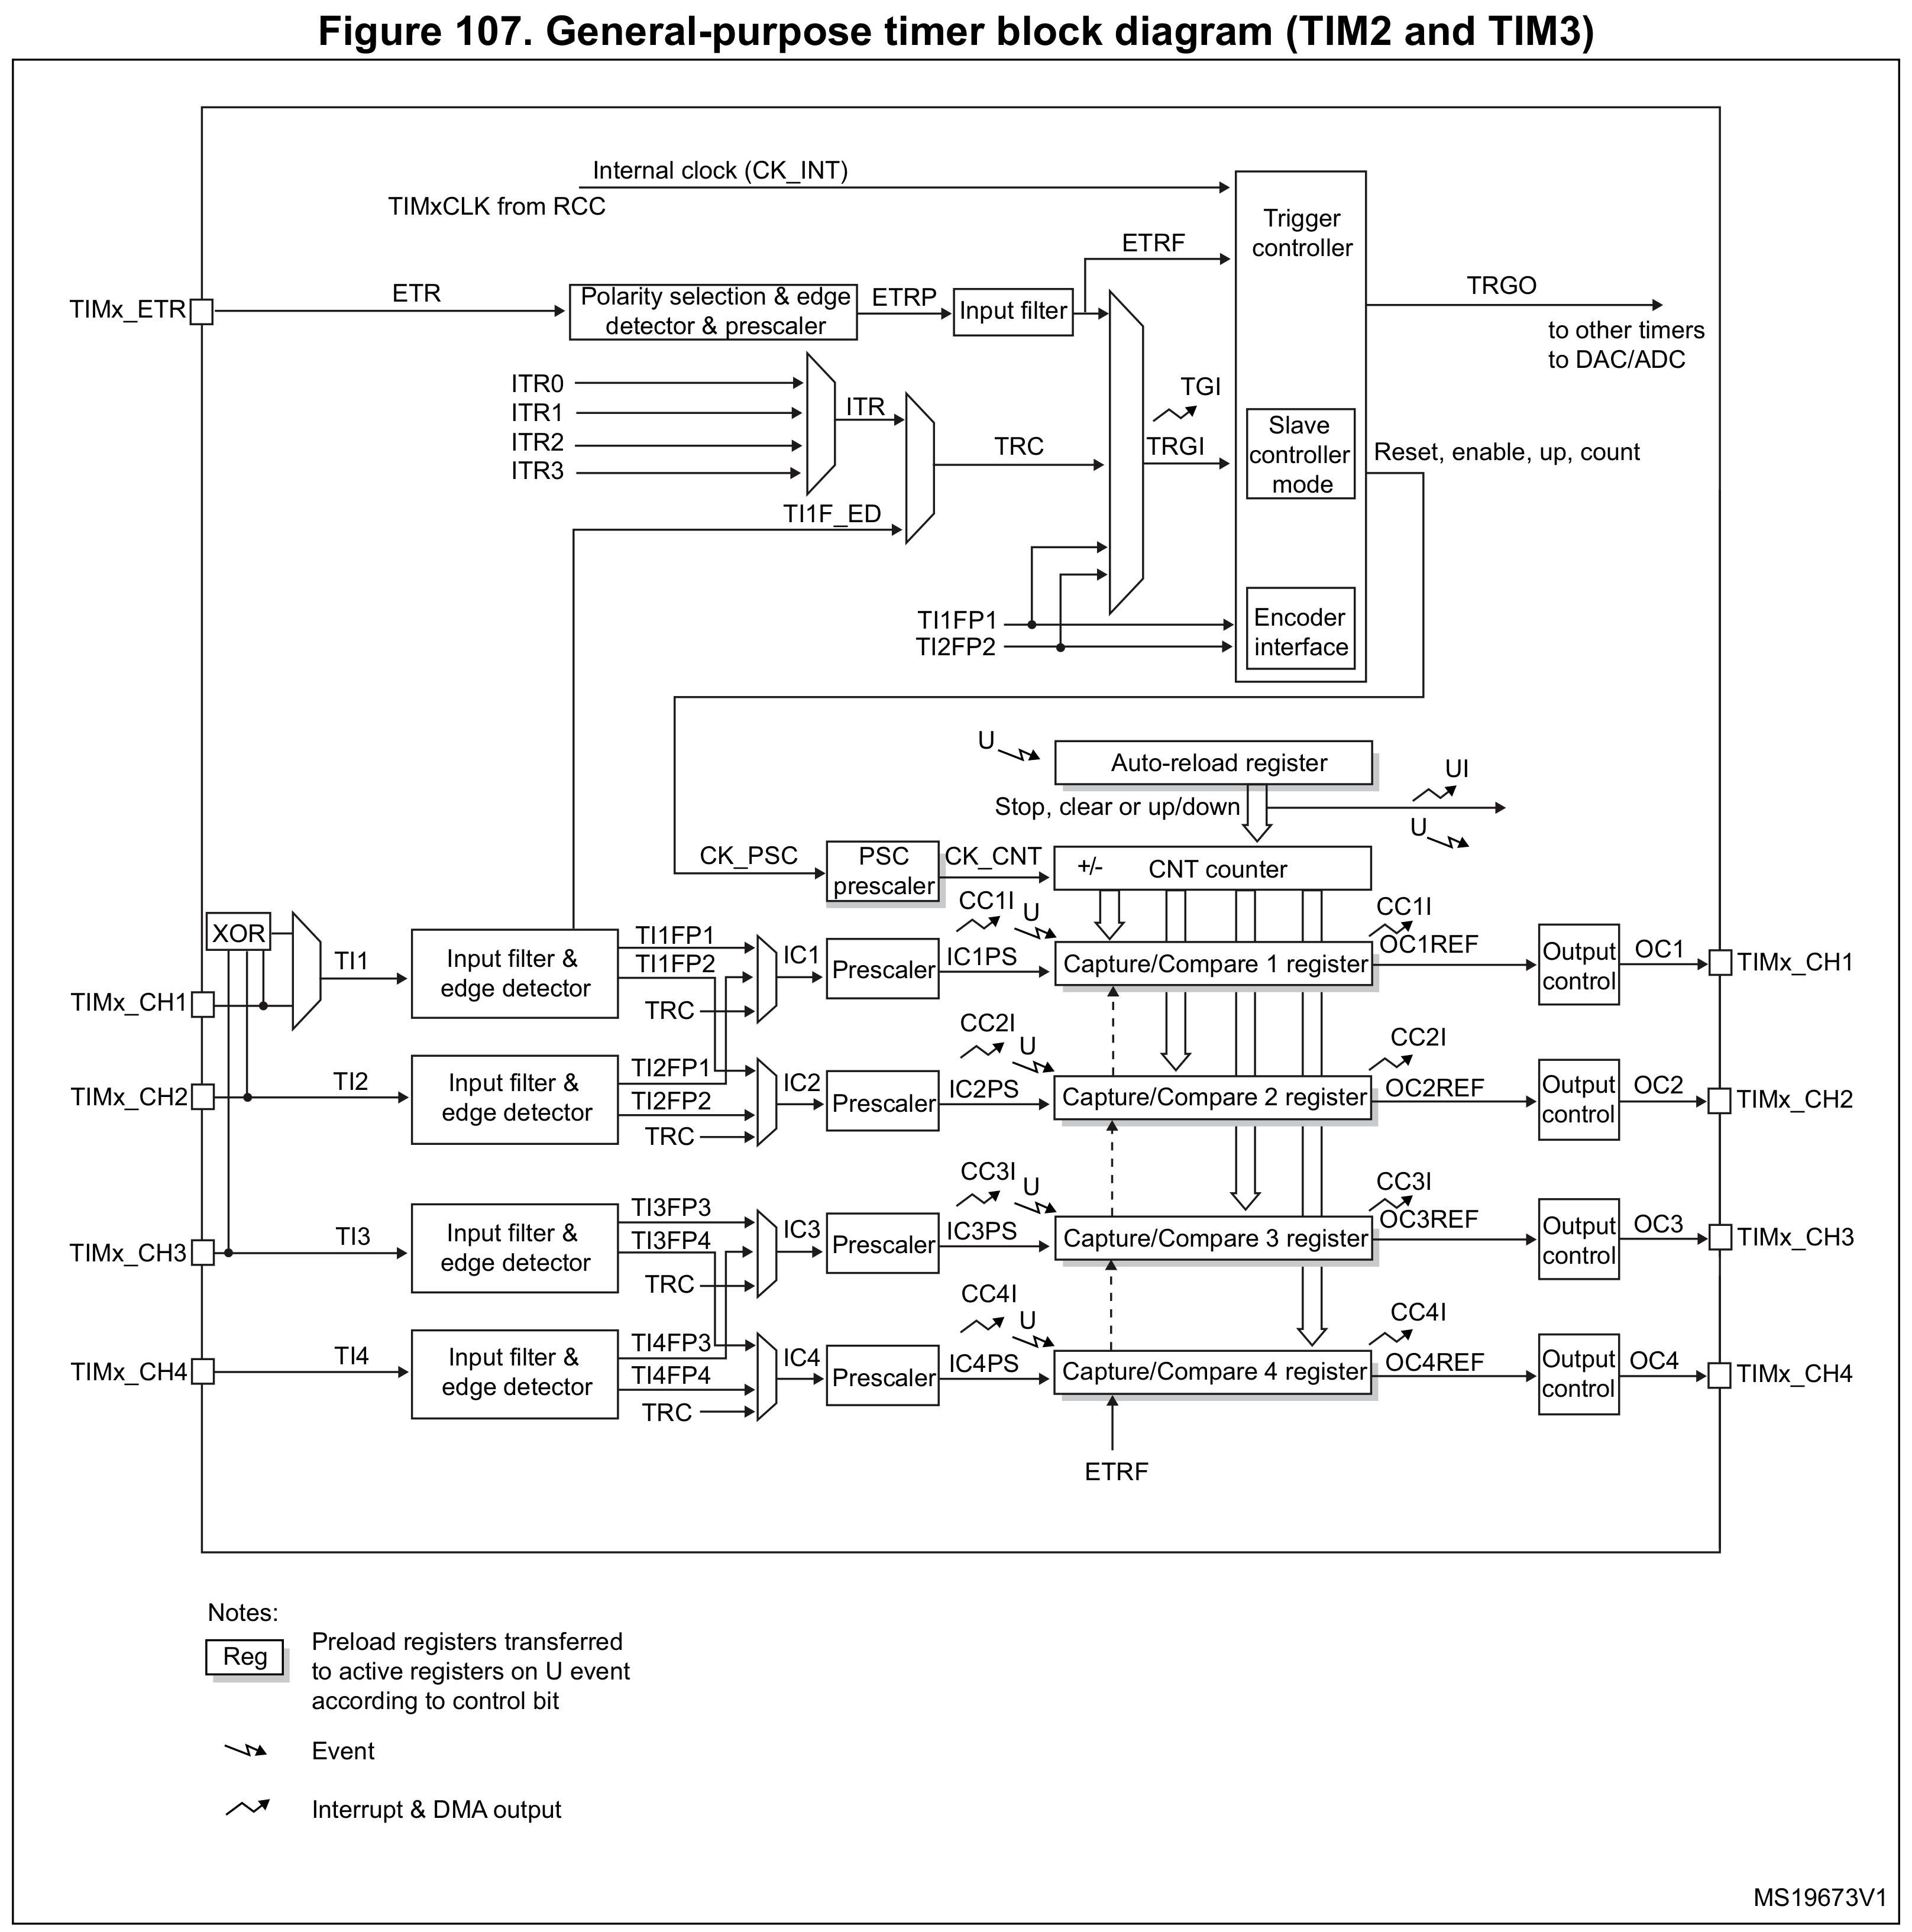 Figure 107. General-purpose timer block diagram (TIM2 and TIM3)
Internal clock (CK_INT)
TIMxCLK from RCC
Trigger
controller
ETRF
TIMx_ETR
ETR
Polarity selection & edge
detector & prescaler
ETRP
Input filter
TRGO
to other timers
to DAC/ADC
ITR0
ITR1
ITR2
ITR3
ITR
TRC
TI1F_ED
TGI
TRGI
Slave
controller
mode
Reset, enable, up, count
TI1FP1
TI2FP2
Encoder
interface
U
Auto-reload register
Stop, clear or up/down
UI
U
CK_PSC
PSC
prescaler
CK_CNT
+/-
CNT counter
XOR
TIMx_CH1
TI1
Input filter &
edge detector
TI1FP1
TI1FP2
TRC
IC1
Prescaler
IC1PS
CC1I
U
Capture/Compare 1 register
CC1I
OC1REF
Output
control
OC1
TIMx_CH1
TIMx_CH2
TI2
Input filter &
edge detector
TI2FP1
TI2FP2
TRC
IC2
Prescaler
IC2PS
CC2I
U
Capture/Compare 2 register
CC2I
OC2REF
Output
control
OC2
TIMx_CH2
TIMx_CH3
TI3
Input filter &
edge detector
TI3FP3
TI3FP4
TRC
IC3
Prescaler
IC3PS
CC3I
U
Capture/Compare 3 register
CC3I
OC3REF
Output
control
OC3
TIMx_CH3
TIMx_CH4
TI4
Input filter &
edge detector
TI4FP3
TI4FP4
TRC
IC4
Prescaler
IC4PS
CC4I
U
Capture/Compare 4 register
CC4I
OC4REF
Output
control
OC4
TIMx_CH4
ETRF
Notes:
Reg
Preload registers transferred
to active registers on U event
according to control bit
Event
Interrupt & DMA output
MS19673V1